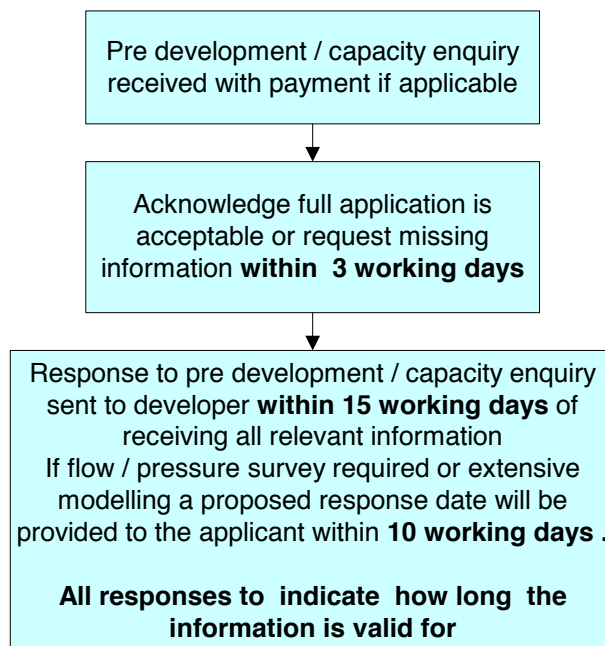 Pre development / capacity enquiry
received with payment if applicable
Acknowledge full application is
acceptable or request missing
information within 3 working days
Response to pre development / capacity enquiry
sent to developer within 15 working days of
receiving all relevant information
If flow / pressure survey required or extensive
modelling a proposed response date will be
provided to the applicant within 10 working days .
All responses to indicate how long the
information is valid for